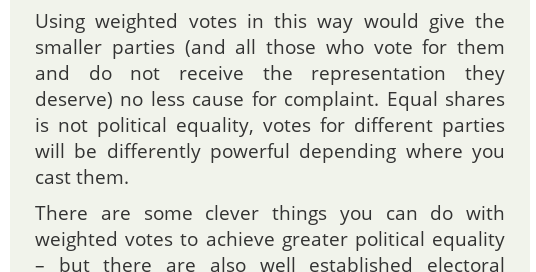 Using weighted votes in this way would give the
smaller parties (and all those who vote for them
and do not receive the representation they
deserve) no less cause for complaint. Equal shares
is not political equality, votes for different parties
will be differently powerful depending where you
cast them.
There are some clever things you can do with
weighted votes to achieve greater political equality
– but there are also well established electoral